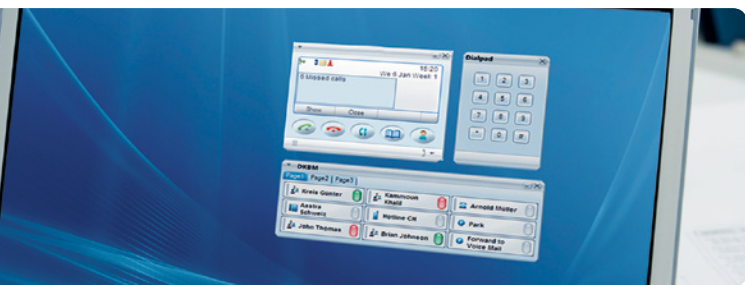 16:20
We 6 Jan Week 1
6 Missed calls
Show Close
Dialpad
1 2 3
4 5 6
7 8 9
* 0 #
DKBM
Page1 Page2 Page3
Kreis Günter
Kammoun
Khalil
Arnold Müller
Aastra
Schweiz
Hotline CH
Park
John Thomas
Brian Johnson
Forward to
Voice Mail